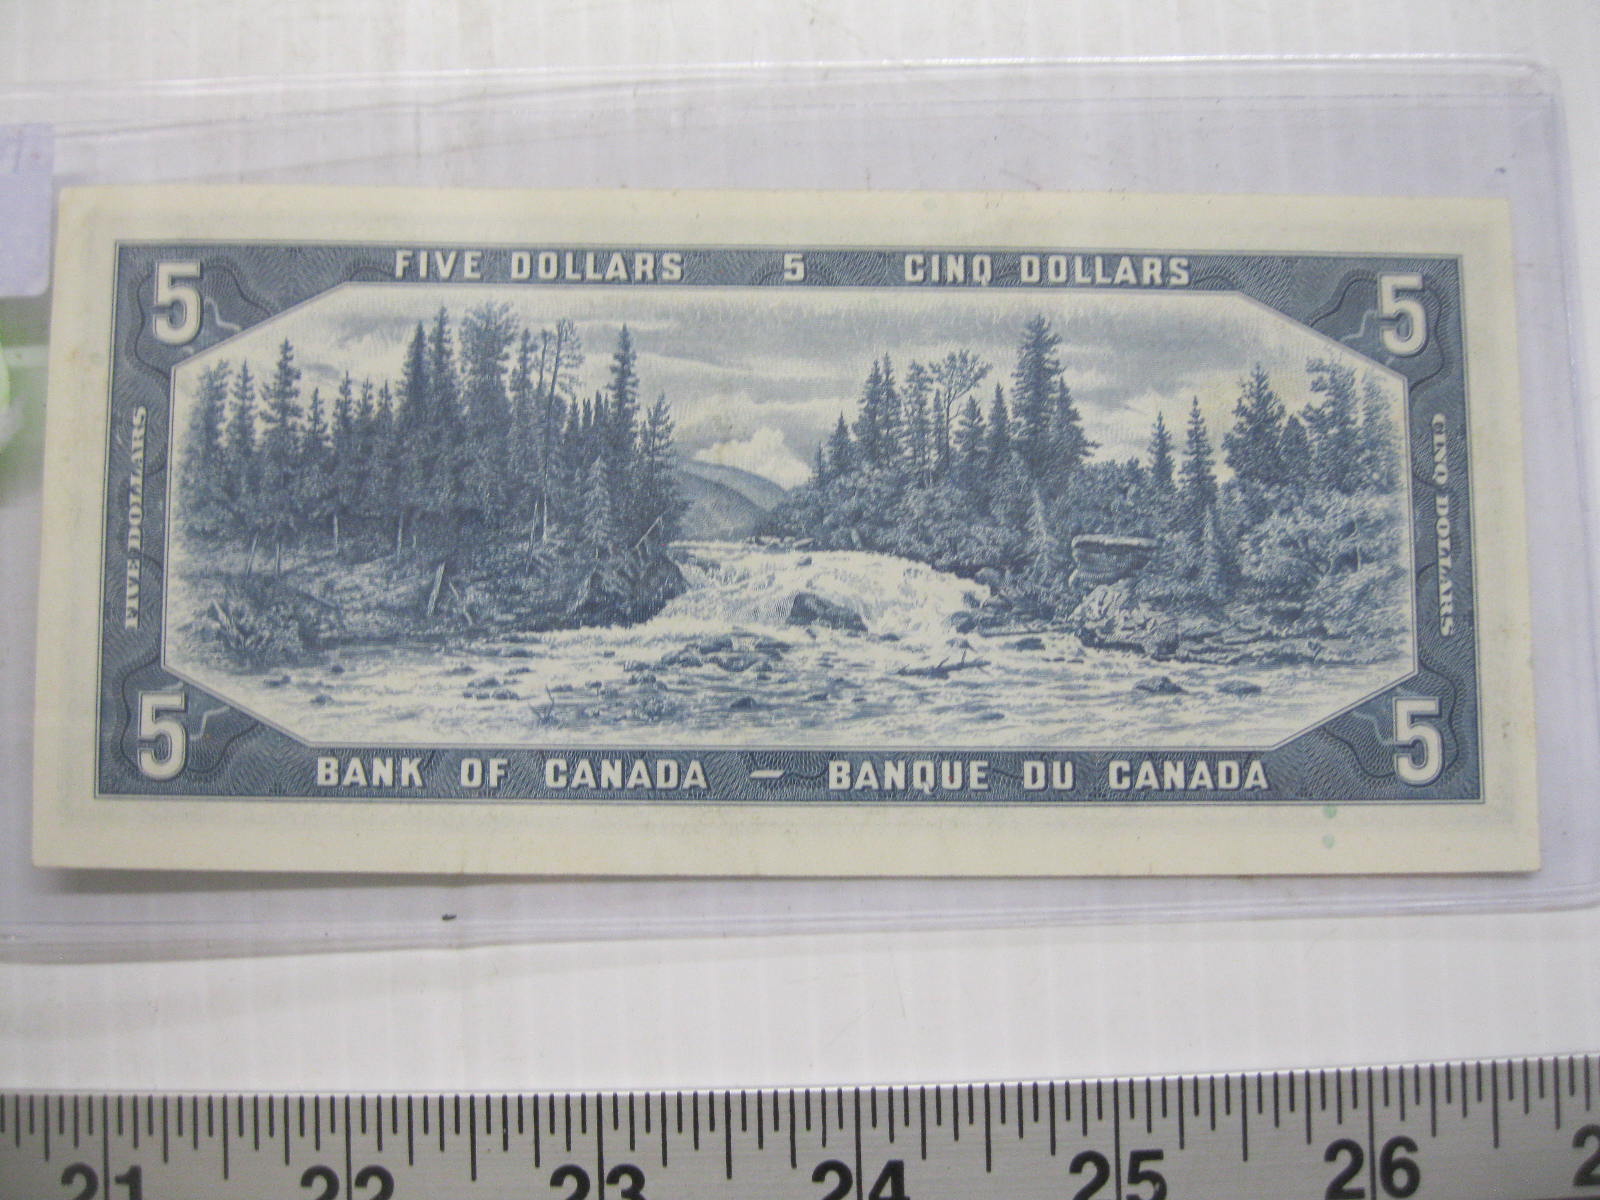 5 FIVE DOLLARS 5 CINQ DOLLARS 5
FIVE DOLLARS
CINQ DOLLARS
5 BANK OF CANADA — BANQUE DU CANADA 5
21 22 23 24 25 26